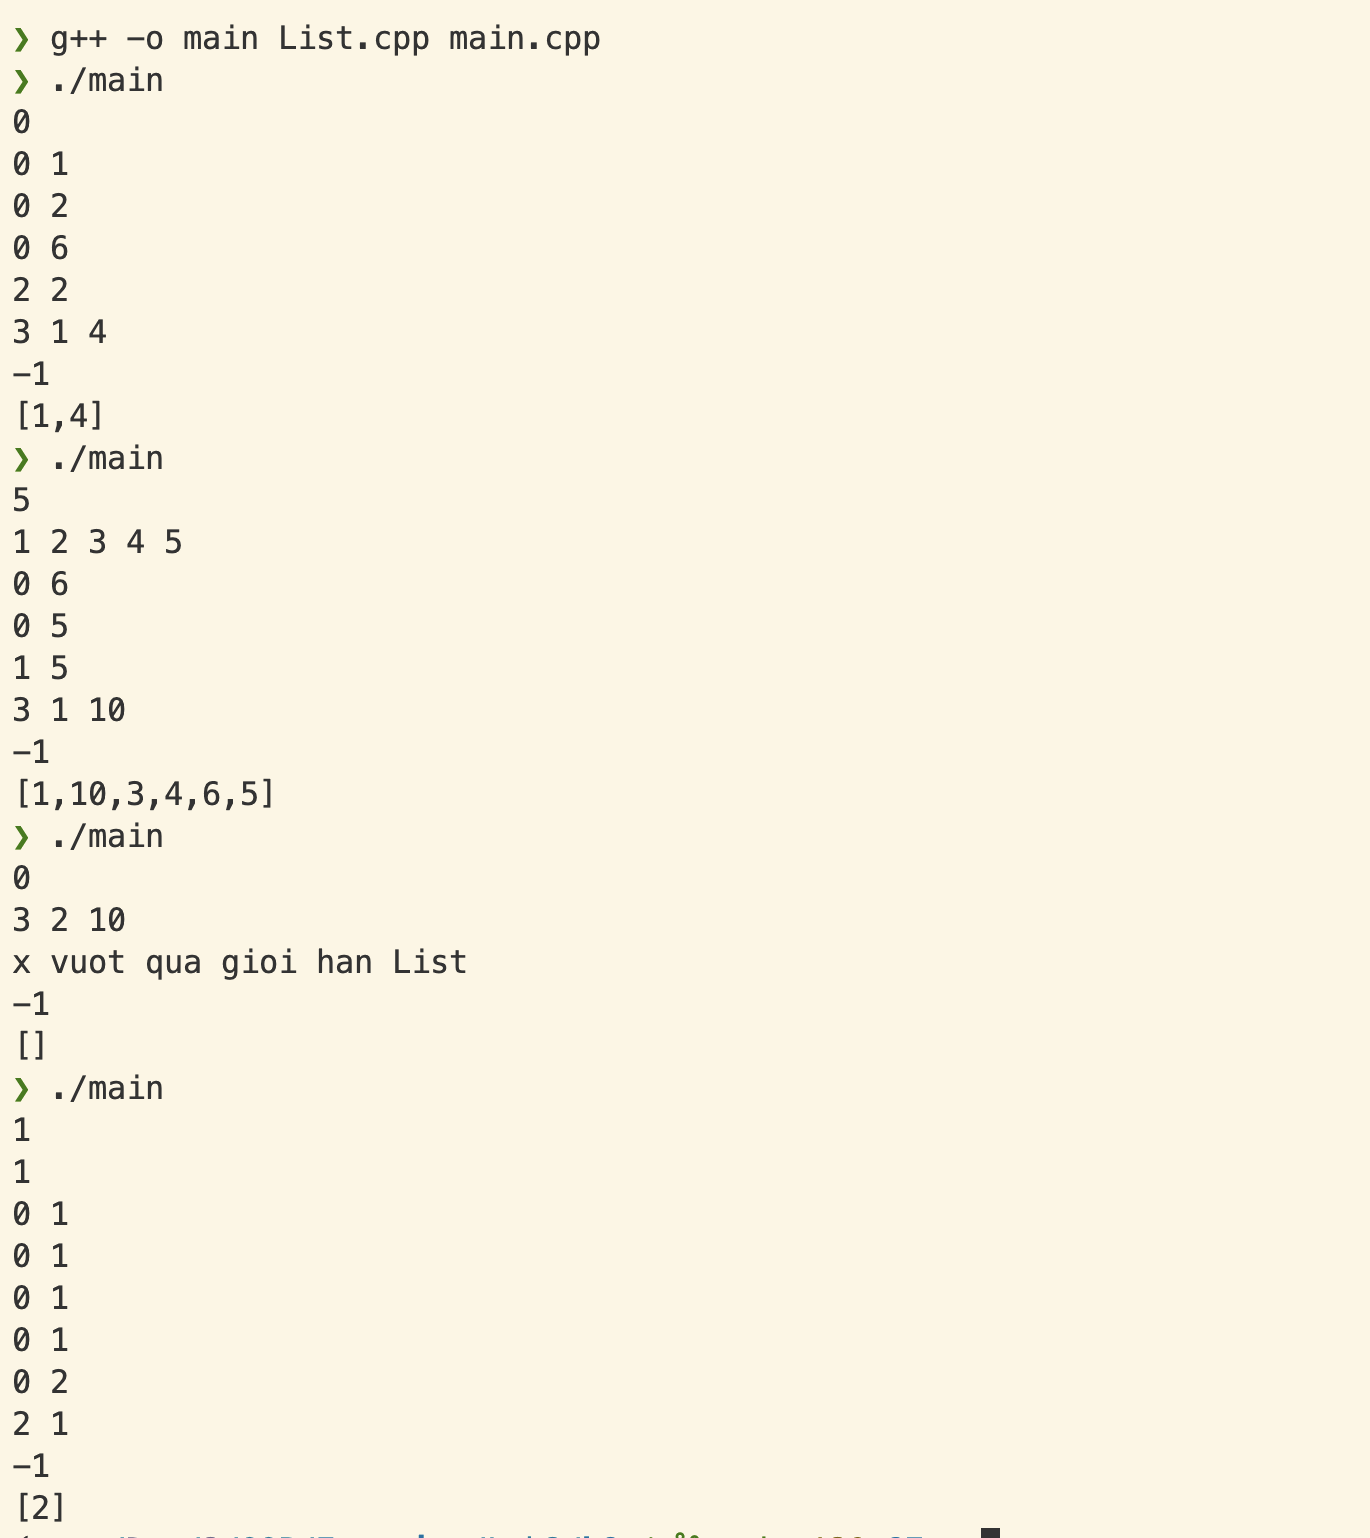 ❯ g++ -o main List.cpp main.cpp
❯ ./main
0
0 1
0 2
0 6
2 2
3 1 4
-1
[1,4]
❯ ./main
5
1 2 3 4 5
0 6
0 5
1 5
3 1 10
-1
[1,10,3,4,6,5]
❯ ./main
0
3 2 10
x vuot qua gioi han List
-1
[]
❯ ./main
1
1
0 1
0 1
0 1
0 1
0 2
2 1
-1
[2]